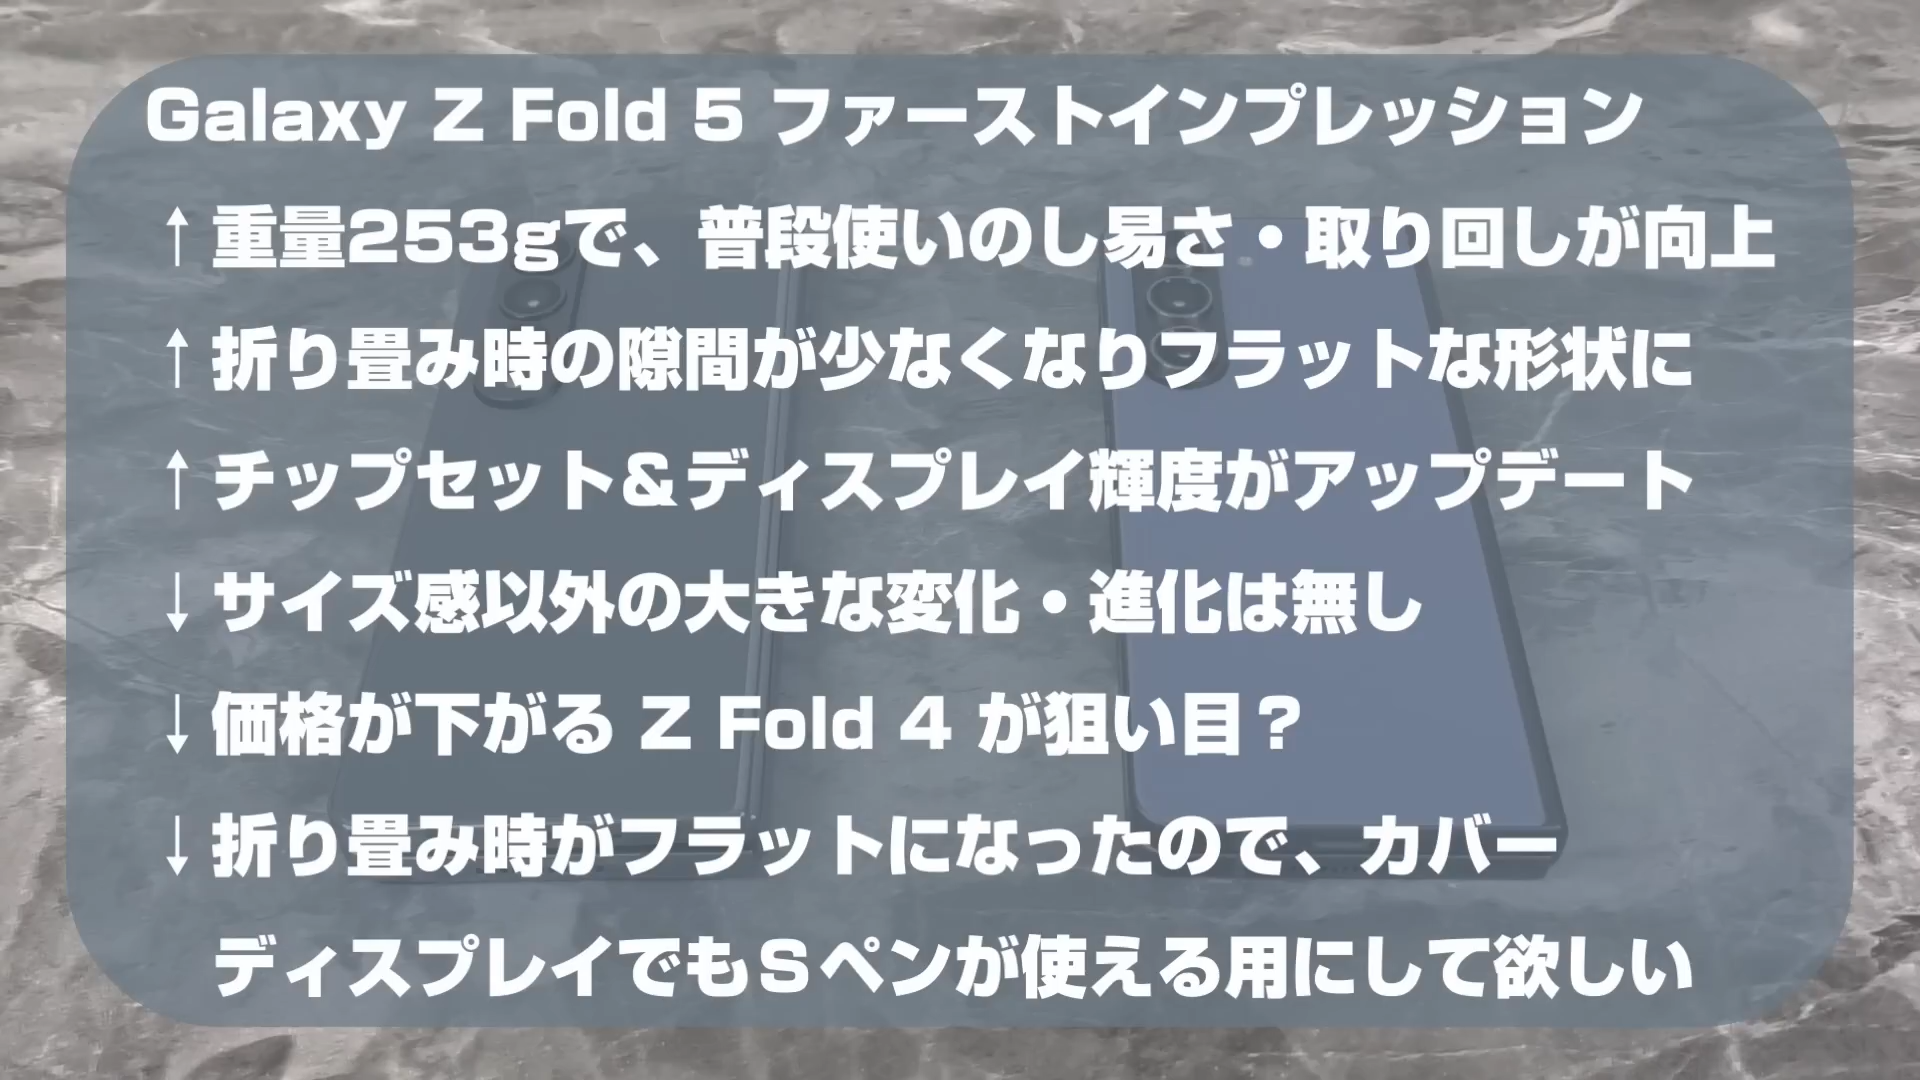 Galaxy Z Fold 5 ファーストインプレッション
↑重量253gで、普段使いのし易さ・取り回しが向上
↑折り畳み時の隙間が少なくなりフラットな形状に
↑チップセット&ディスプレイ輝度がアップデート
↓サイズ感以外の大きな変化・進化は無し
↓価格が下がる Z Fold 4 が狙い目？
↓折り畳み時がフラットになったので、カバー
ディスプレイでもSペンが使える用にして欲しい